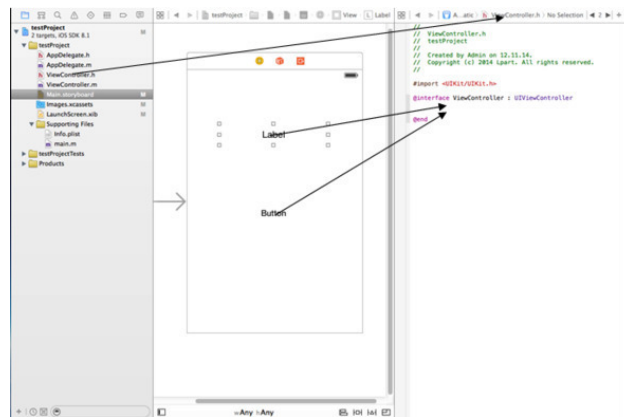 testProject
2 targets, iOS SDK 8.1
M
testProject
AppDelegate.h
AppDelegate.m
ViewController.h
ViewController.m
Main.storyboard
M
Images.xcassets
M
LaunchScreen.xib
M
Supporting Files
Info.plist
main.m
testProjectTests
Products
testProject
View
Label
Label
Button
wAny hAny
A...atic
ViewController.h
No Selection
2
//
// ViewController.h
// testProject
//
// Created by Admin on 12.11.14.
// Copyright (c) 2014 ipart. All rights reserved.
//
#import <UIKit/UIKit.h>
@interface ViewController : UIViewController
@end